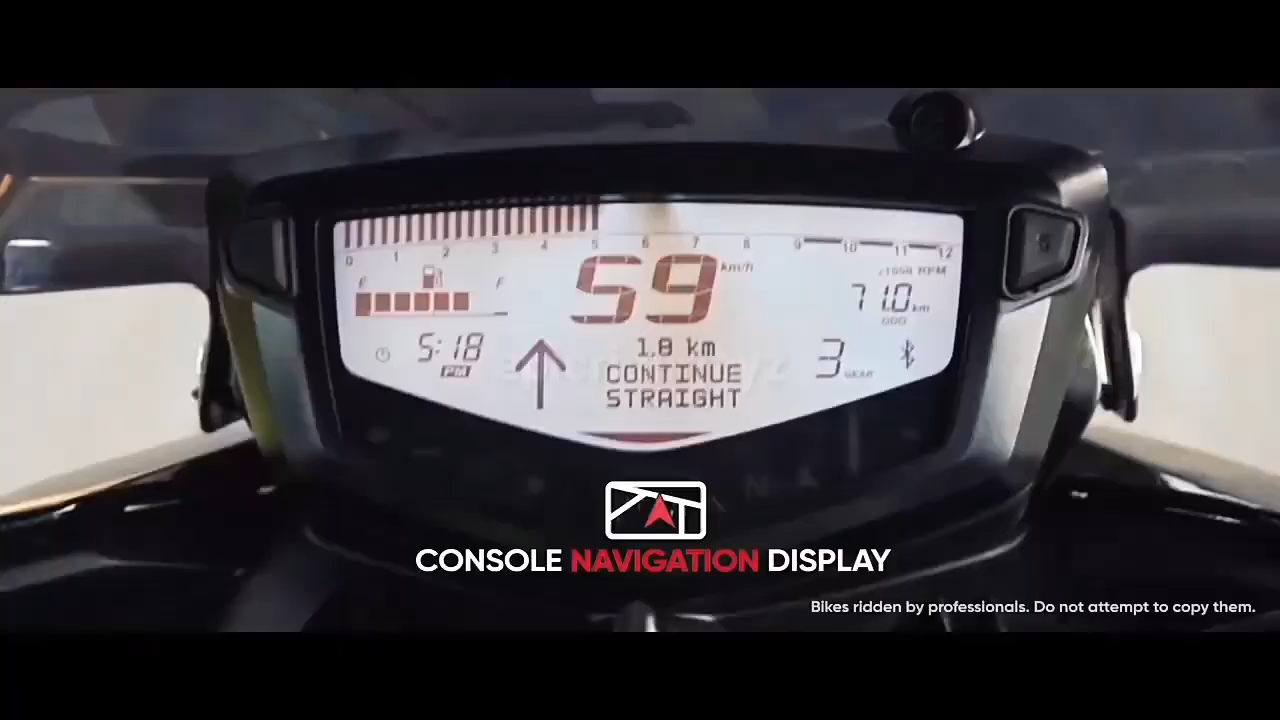 0 1 2 3 4 5 6 7 8 9 10 11 12
x1000 RPM
F
59 km/h
71.0 km
ODO
5:18
PM
1.8 km
CONTINUE
STRAIGHT
3 GEAR
CONSOLE NAVIGATION DISPLAY
Bikes ridden by professionals. Do not attempt to copy them.